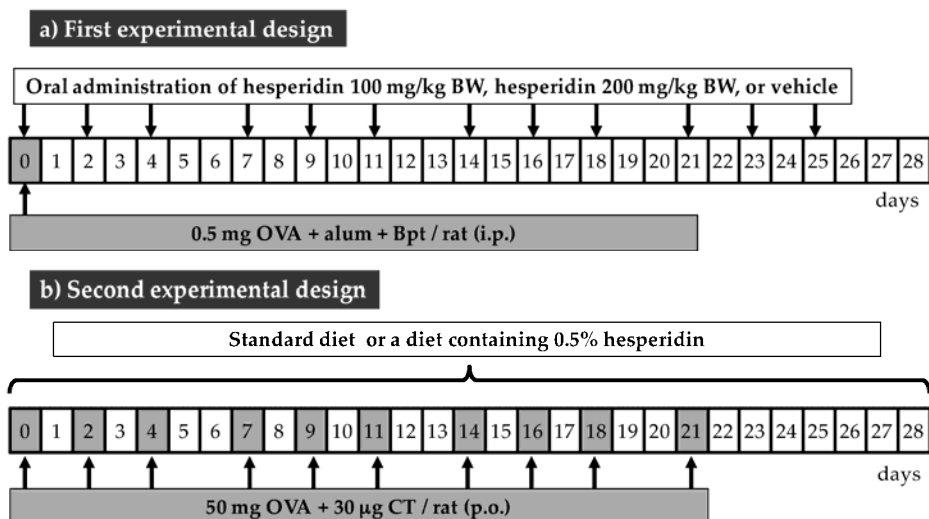 a) First experimental design
Oral administration of hesperidin 100 mg/kg BW, hesperidin 200 mg/kg BW, or vehicle
0 1 2 3 4 5 6 7 8 9 10 11 12 13 14 15 16 17 18 19 20 21 22 23 24 25 26 27 28
days
0.5 mg OVA + alum + Bpt / rat (i.p.)
b) Second experimental design
Standard diet or a diet containing 0.5% hesperidin
0 1 2 3 4 5 6 7 8 9 10 11 12 13 14 15 16 17 18 19 20 21 22 23 24 25 26 27 28
days
50 mg OVA + 30 µg CT / rat (p.o.)